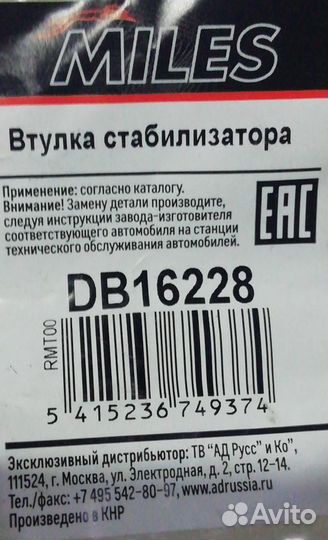 MILES
Втулка стабилизатора
Применение: согласно каталогу.
Внимание! Замену детали производите,
следуя инструкции завода-изготовителя
соответствующего автомобиля на станции
технического обслуживания автомобилей.
EAC
DB16228
RMT00
5 415236 749374
Эксклюзивный дистрибьютор: ТВ "АД Русс" и Ко",
111524, г. Москва, ул. Электродная, д. 2, стр. 12-14.
Тел./факс: +7 495 542-80-97, www.adrussia.ru
Произведено в КНР
Avito